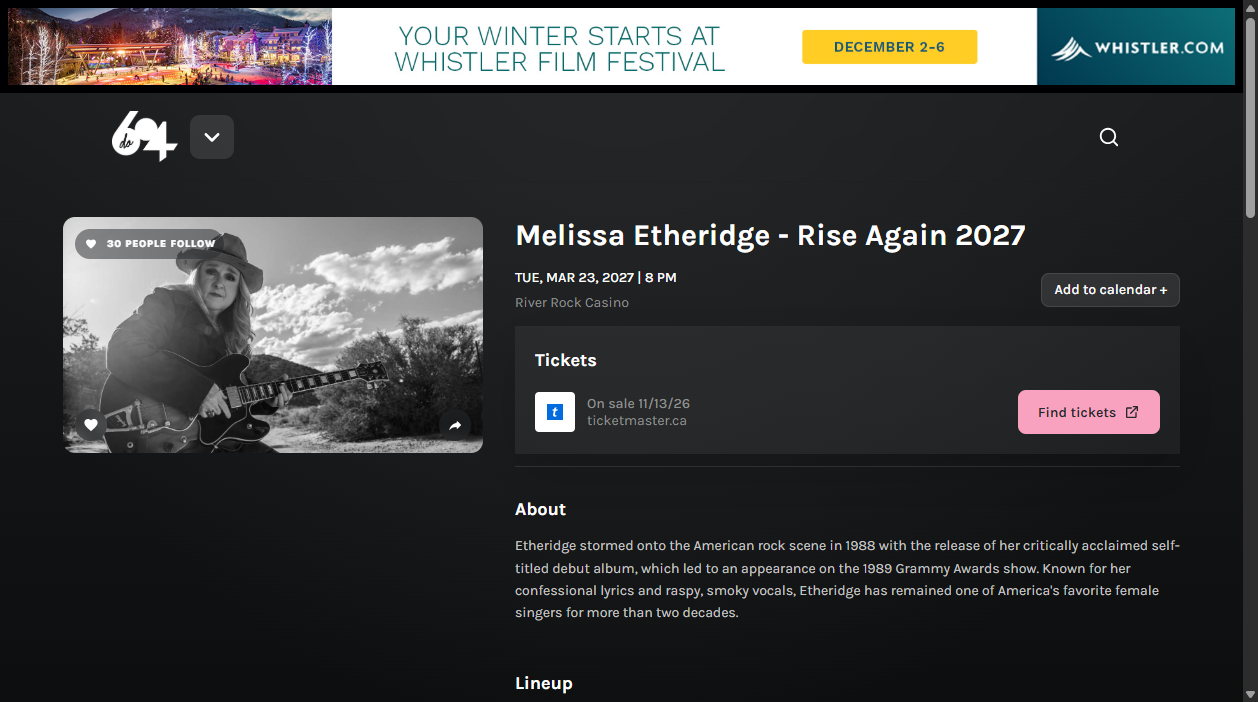 YOUR WINTER STARTS AT
WHISTLER FILM FESTIVAL
DECEMBER 2-6
WHISTLER.COM
do604
30 PEOPLE FOLLOW
Melissa Etheridge - Rise Again 2027
TUE, MAR 23, 2027 | 8 PM
River Rock Casino
Add to calendar +
Tickets
t
On sale 11/13/26
ticketmaster.ca
Find tickets
About
Etheridge stormed onto the American rock scene in 1988 with the release of her critically acclaimed self-
titled debut album, which led to an appearance on the 1989 Grammy Awards show. Known for her
confessional lyrics and raspy, smoky vocals, Etheridge has remained one of America's favorite female
singers for more than two decades.
Lineup